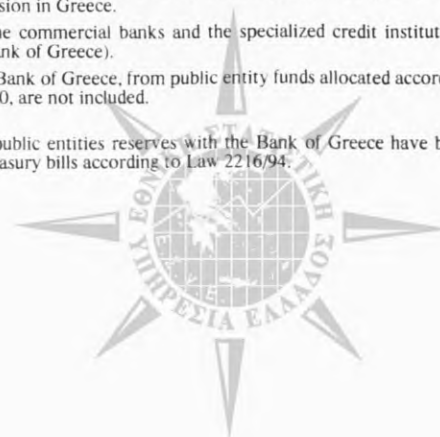 sion in Greece.
ne commercial banks and the specialized credit institut
nk of Greece).
Bank of Greece, from public entity funds allocated accor
0, are not included.
public entities reserves with the Bank of Greece have b
asury bills according to Law 2216/94.
ΕΘΝΙΚΗ ΣΤΑΤΙΣΤΙΚΗ
ΥΠΗΡΕΣΙΑ ΕΛΛΑΔΟΣ